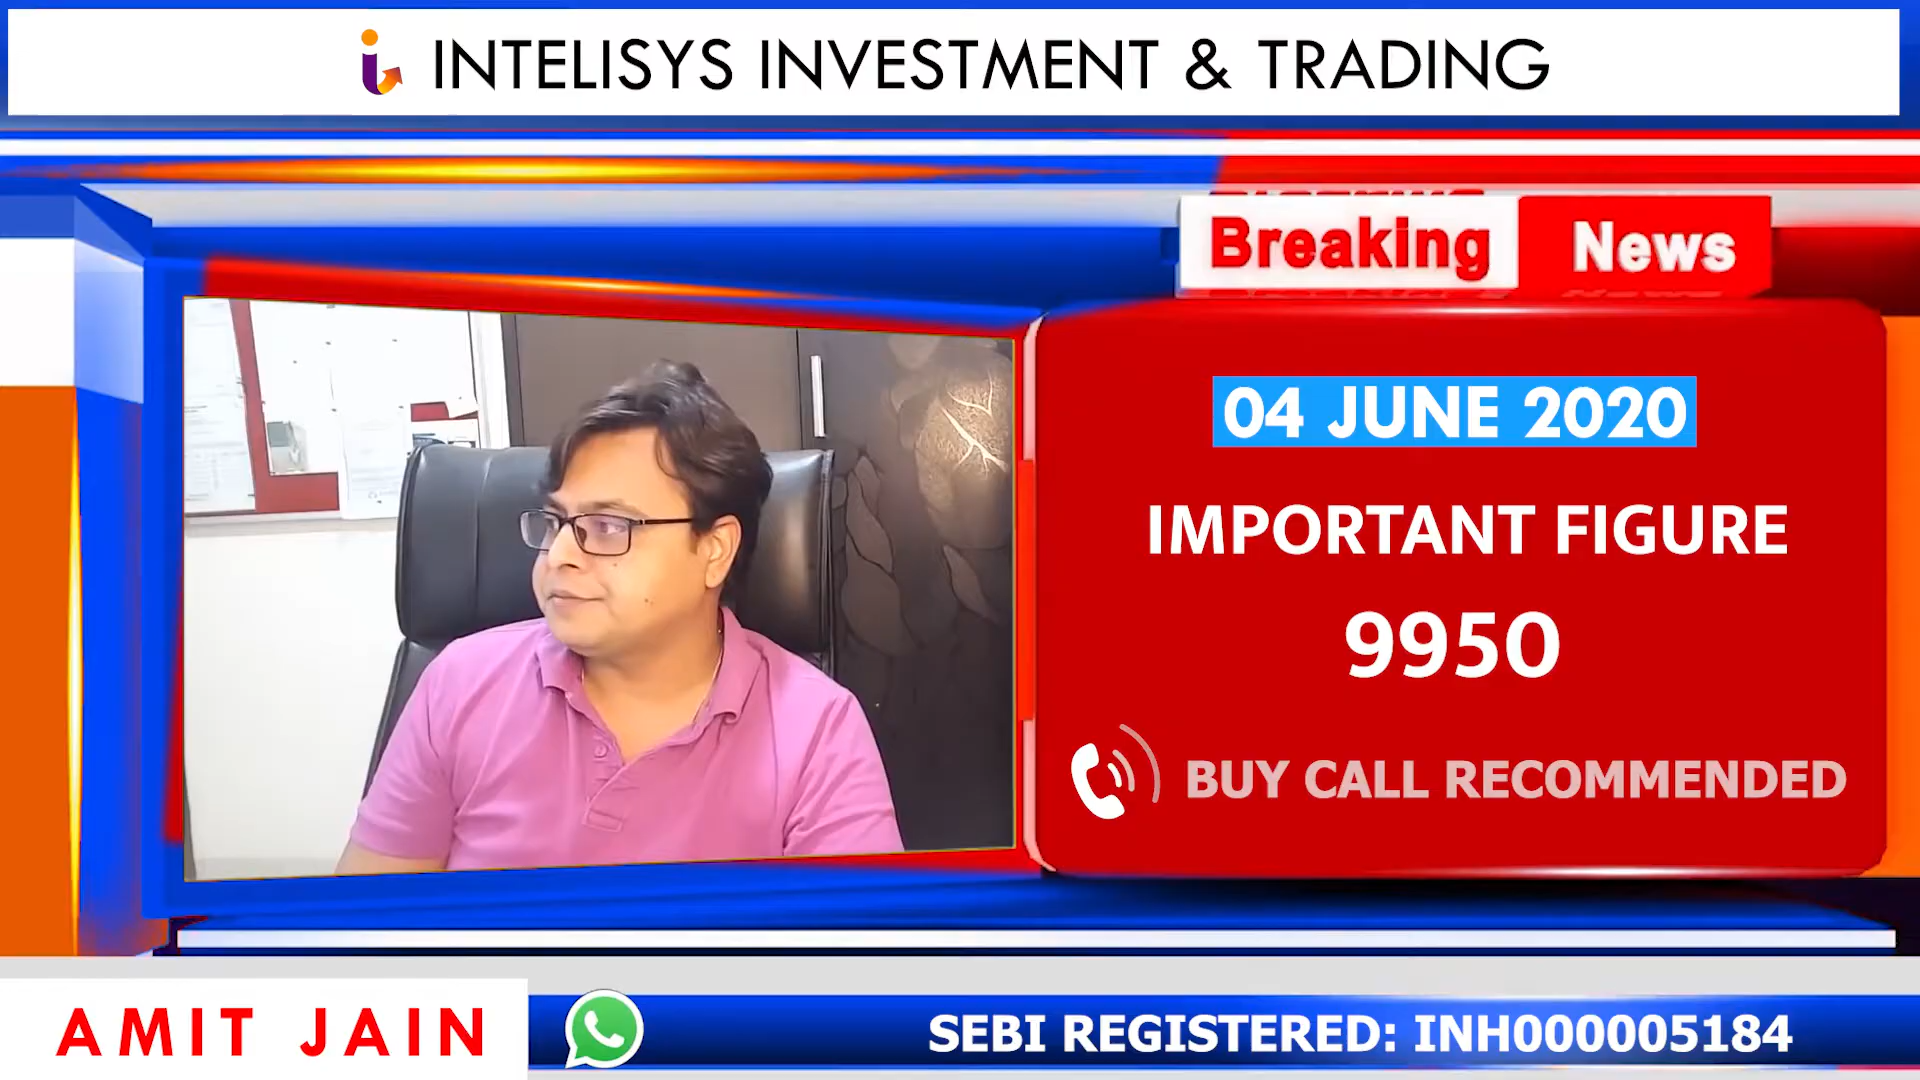 INTELISYS INVESTMENT & TRADING
Breaking News
04 JUNE 2020
IMPORTANT FIGURE
9950
BUY CALL RECOMMENDED
AMIT JAIN
SEBI REGISTERED: INH000005184